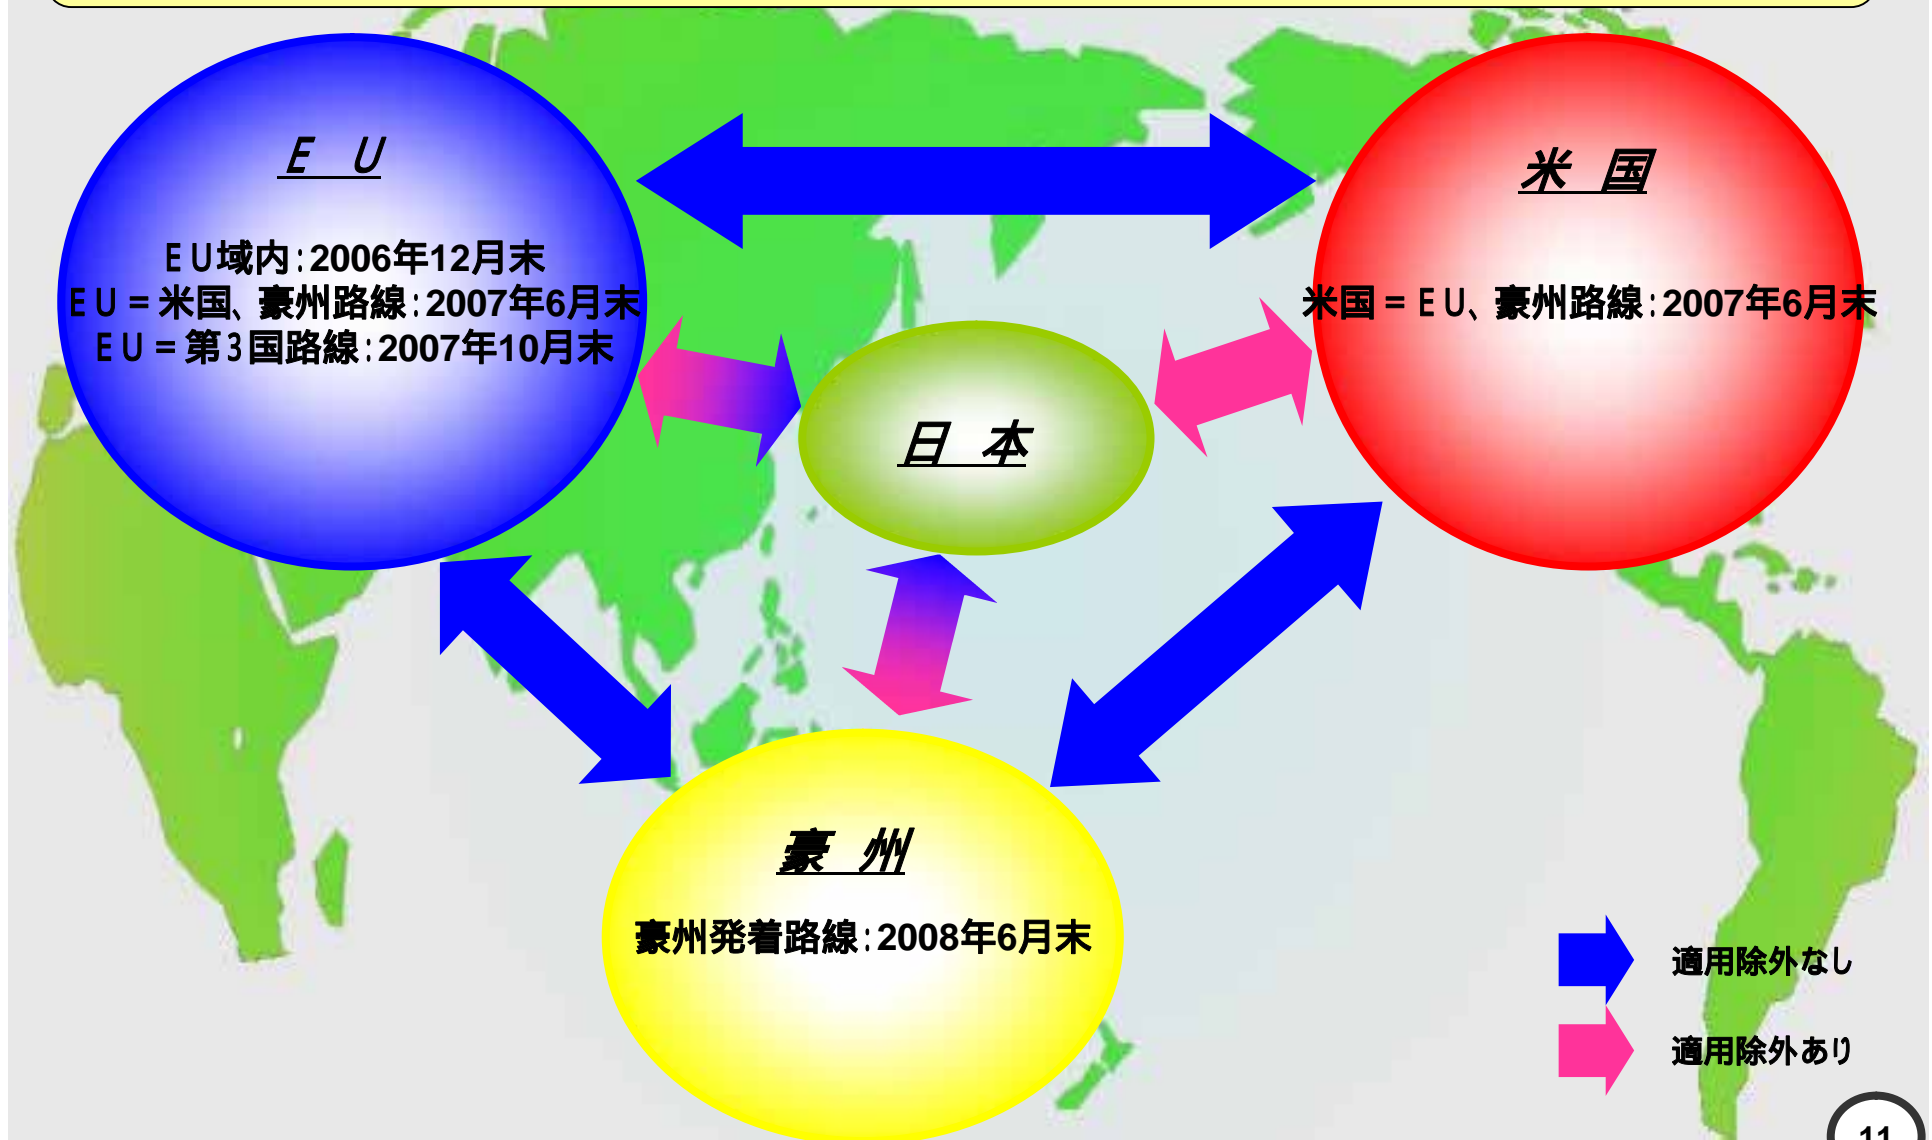 ＥＵ
ＥＵ域内：2006年12月末
ＥＵ＝米国、豪州路線：2007年6月末
ＥＵ＝第３国路線：2007年10月末
米国
米国＝ＥＵ、豪州路線：2007年6月末
日本
豪州
豪州発着路線：2008年6月末
適用除外なし
適用除外あり
11